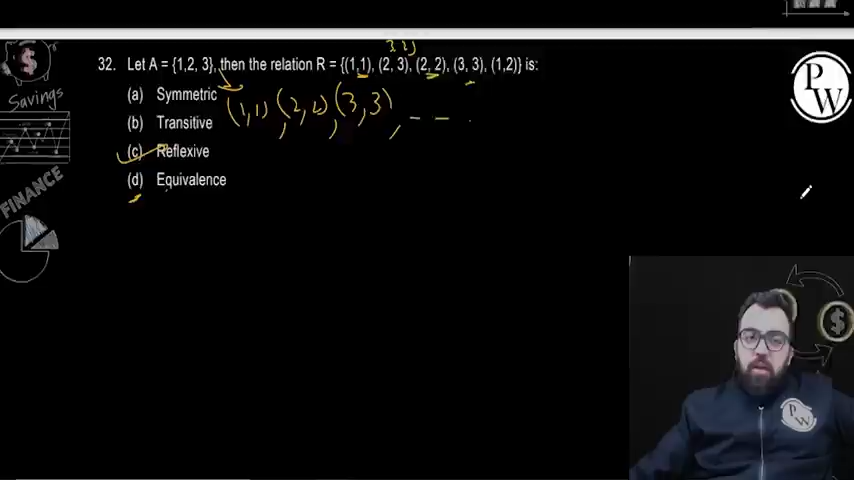 32. Let A = {1,2, 3}, then the relation R = {(1,1), (2, 3), (2, 2), (3, 3), (1,2)} is:
(a) Symmetric
(1,1), (2,2), (3,3), - - .
(b) Transitive
(c) Reflexive
(d) Equivalence
Savings
FINANCE
PW
PW